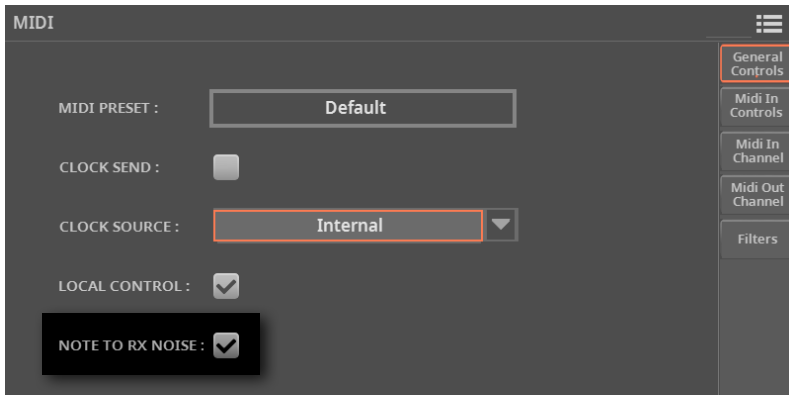 MIDI
General
Controls
MIDI PRESET :
Default
Midi In
Controls
CLOCK SEND :
Midi In
Channel
Midi Out
Channel
CLOCK SOURCE :
Internal
Filters
LOCAL CONTROL :
NOTE TO RX NOISE :